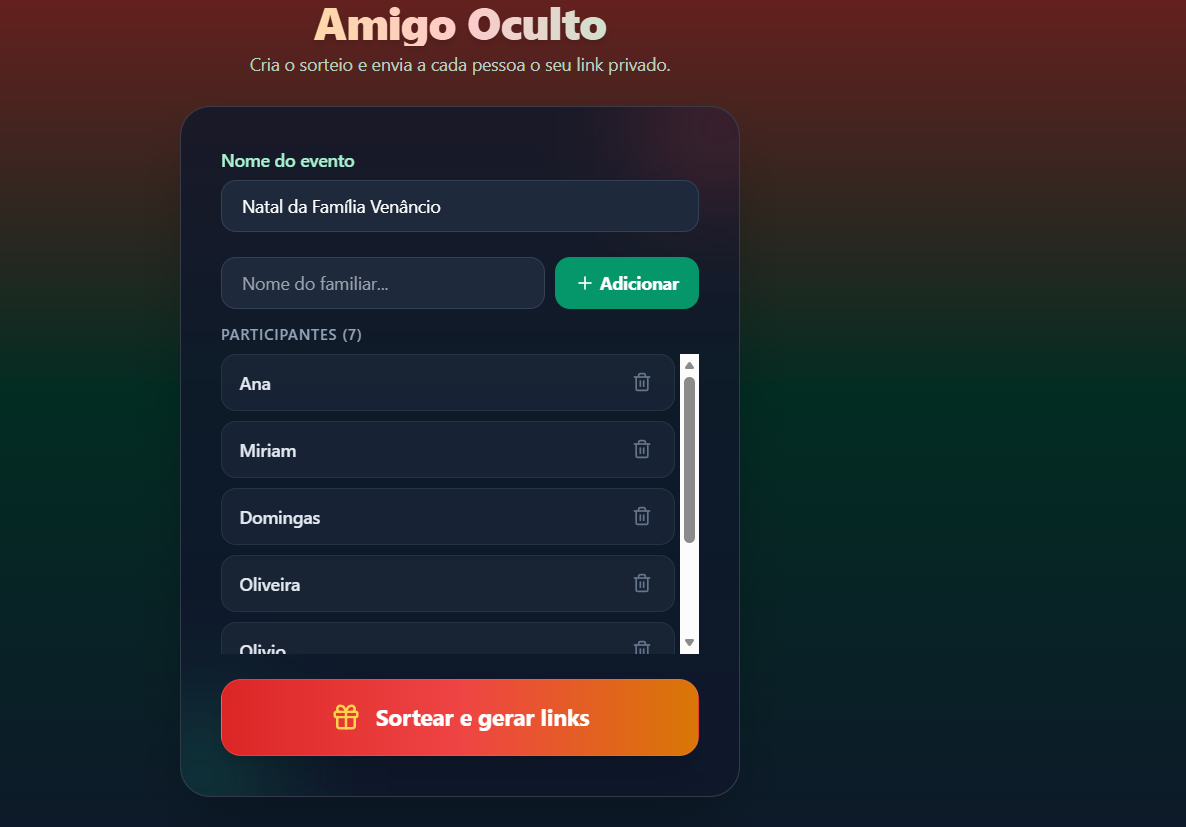 Amigo Oculto
Cria o sorteio e envia a cada pessoa o seu link privado.
Nome do evento
Natal da Família Venâncio
Nome do familiar...
+ Adicionar
PARTICIPANTES (7)
Ana
Miriam
Domingas
Oliveira
Olivio
Sortear e gerar links